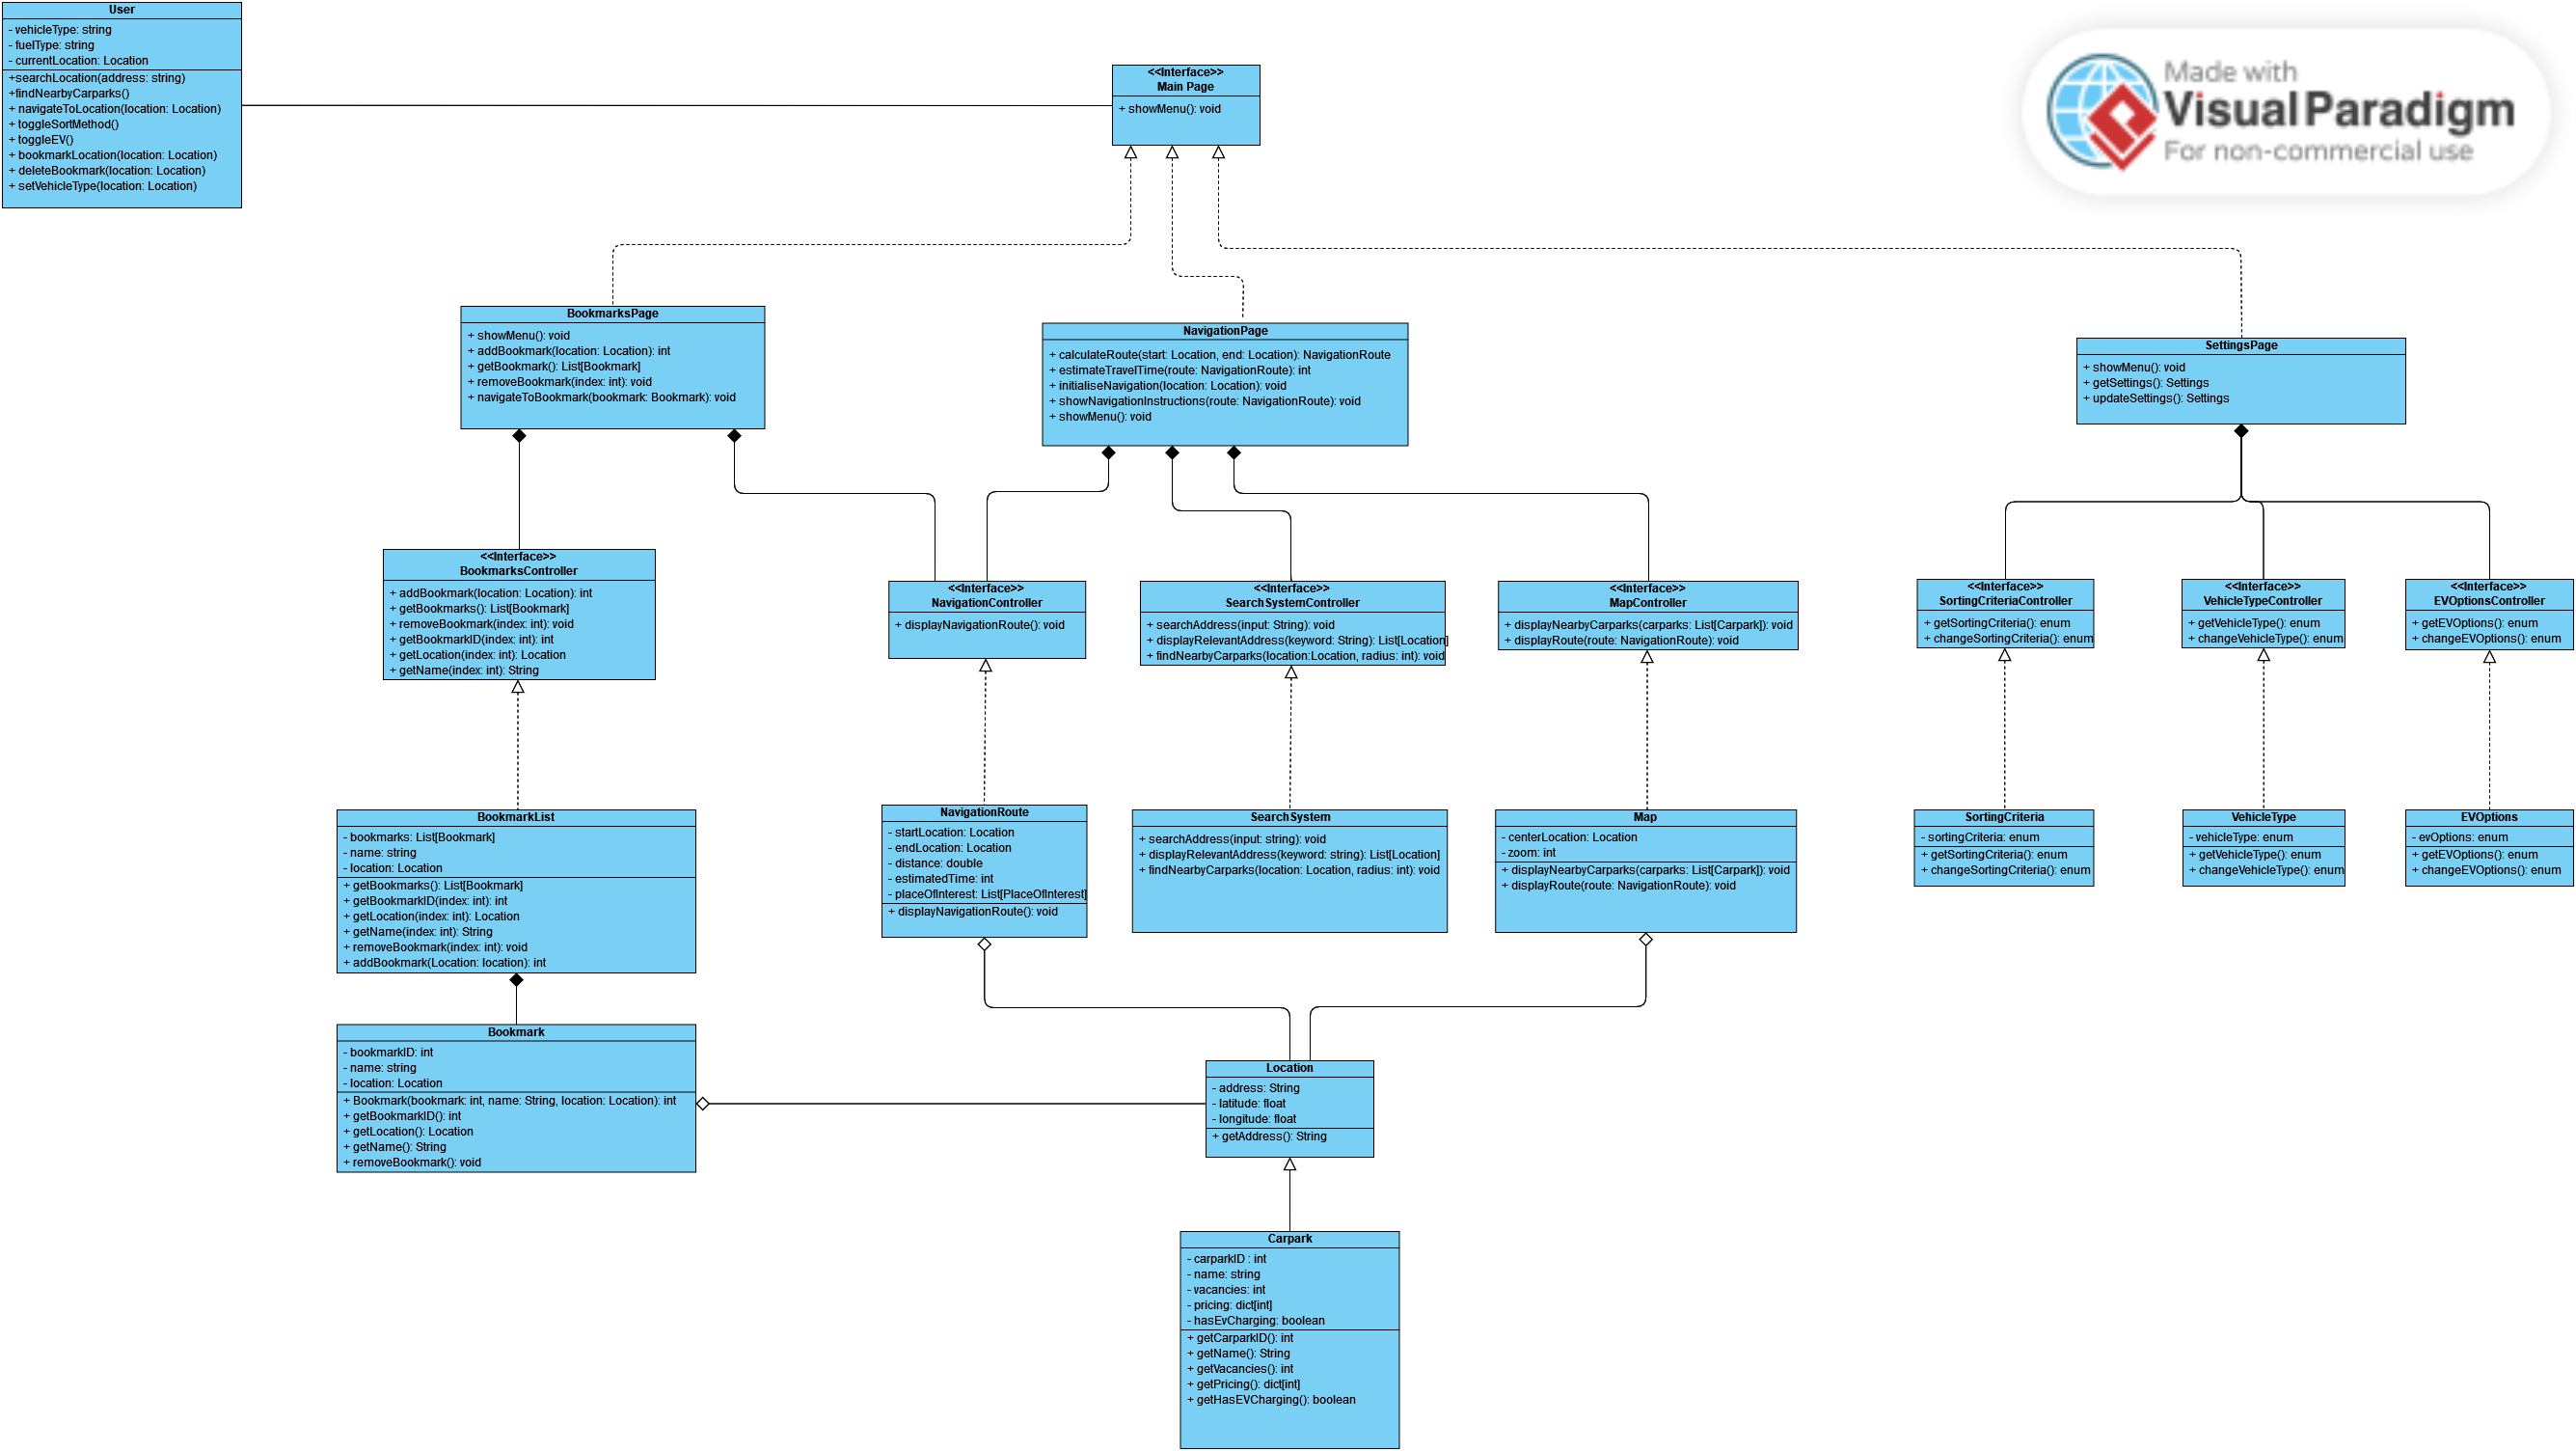 User
- vehicleType: string
- fuelType: string
- currentLocation: Location
+searchLocation(address: string)
+findNearbyCarparks()
+ navigateToLocation(location: Location)
+ toggleSortMethod()
+ toggleEV()
+ bookmarkLocation(location: Location)
+ deleteBookmark(location: Location)
+ setVehicleType(location: Location)
<<Interface>>
Main Page
+ showMenu(): void
Made with
Visual Paradigm
For non-commercial use
BookmarksPage
+ showMenu(): void
+ addBookmark(location: Location): int
+ getBookmark(): List[Bookmark]
+ removeBookmark(index: int): void
+ navigateToBookmark(bookmark: Bookmark): void
NavigationPage
+ calculateRoute(start: Location, end: Location): NavigationRoute
+ estimateTravelTime(route: NavigationRoute): int
+ initialiseNavigation(location: Location): void
+ showNavigationInstructions(route: NavigationRoute): void
+ showMenu(): void
SettingsPage
+ showMenu(): void
+ getSettings(): Settings
+ updateSettings(): Settings
<<Interface>>
BookmarksController
+ addBookmark(location: Location): int
+ getBookmarks(): List[Bookmark]
+ removeBookmark(index: int): void
+ getBookmarkID(index: int): int
+ getLocation(index: int): Location
+ getName(index: int): String
<<Interface>>
NavigationController
+ displayNavigationRoute(): void
<<Interface>>
SearchSystemController
+ searchAddress(input: String): void
+ displayRelevantAddress(keyword: String): List[Location]
+ findNearbyCarparks(location:Location, radius: int): void
<<Interface>>
MapController
+ displayNearbyCarparks(carparks: List[Carpark]): void
+ displayRoute(route: NavigationRoute): void
<<Interface>>
SortingCriteriaController
+ getSortingCriteria(): enum
+ changeSortingCriteria(): enum
<<Interface>>
VehicleTypeController
+ getVehicleType(): enum
+ changeVehicleType(): enum
<<Interface>>
EVOptionsController
+ getEVOptions(): enum
+ changeEVOptions(): enum
BookmarkList
- bookmarks: List[Bookmark]
- name: string
- location: Location
+ getBookmarks(): List[Bookmark]
+ getBookmarkID(index: int): int
+ getLocation(index: int): Location
+ getName(index: int): String
+ removeBookmark(index: int): void
+ addBookmark(Location: location): int
NavigationRoute
- startLocation: Location
- endLocation: Location
- distance: double
- estimatedTime: int
- placeOfInterest: List[PlaceOfInterest]
+ displayNavigationRoute(): void
SearchSystem
+ searchAddress(input: string): void
+ displayRelevantAddress(keyword: string): List[Location]
+ findNearbyCarparks(location: Location, radius: int): void
Map
- centerLocation: Location
- zoom: int
+ displayNearbyCarparks(carparks: List[Carpark]): void
+ displayRoute(route: NavigationRoute): void
SortingCriteria
- sortingCriteria: enum
+ getSortingCriteria(): enum
+ changeSortingCriteria(): enum
VehicleType
- vehicleType: enum
+ getVehicleType(): enum
+ changeVehicleType(): enum
EVOptions
- evOptions: enum
+ getEVOptions(): enum
+ changeEVOptions(): enum
Bookmark
- bookmarkID: int
- name: string
- location: Location
+ Bookmark(bookmark: int, name: String, location: Location): int
+ getBookmarkID(): int
+ getLocation(): Location
+ getName(): String
+ removeBookmark(): void
Location
- address: String
- latitude: float
- longitude: float
+ getAddress(): String
Carpark
- carparkID : int
- name: string
- vacancies: int
- pricing: dict[int]
- hasEvCharging: boolean
+ getCarparkID(): int
+ getName(): String
+ getVacancies(): int
+ getPricing(): dict[int]
+ getHasEVCharging(): boolean